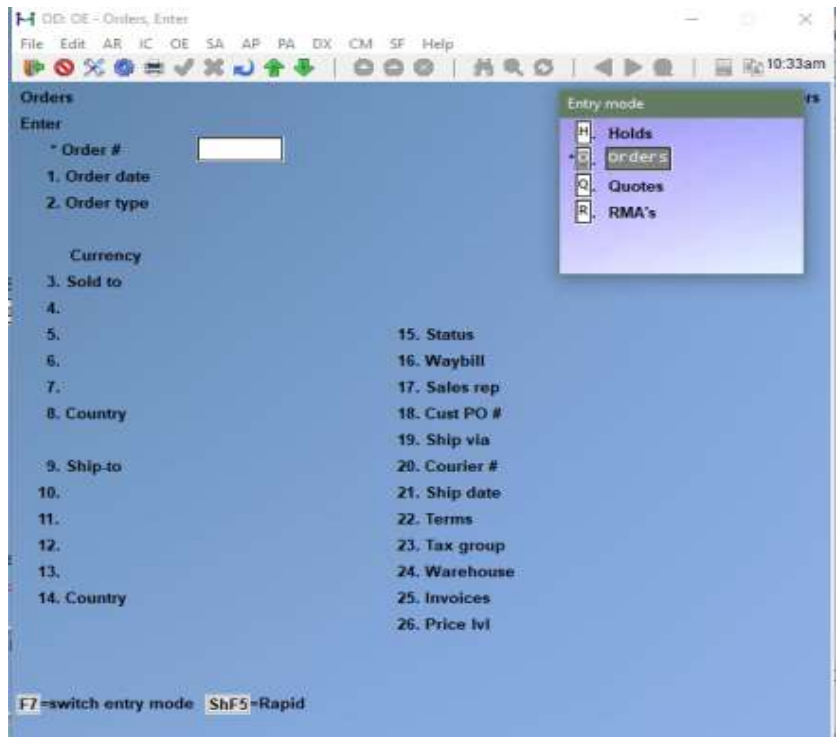 OD: OE - Orders, Enter
File Edit AR IC OE SA AP PA DX CM SF Help
10:33am
Orders
Enter
* Order #
1. Order date
2. Order type
Currency
3. Sold to
4.
5.
6.
7.
8. Country
9. Ship-to
10.
11.
12.
13.
14. Country
15. Status
16. Waybill
17. Sales rep
18. Cust PO #
19. Ship via
20. Courier #
21. Ship date
22. Terms
23. Tax group
24. Warehouse
25. Invoices
26. Price lvl
Entry mode
H. Holds
O. Orders
Q. Quotes
R. RMA's
rs
F7=switch entry mode ShF5=Rapid